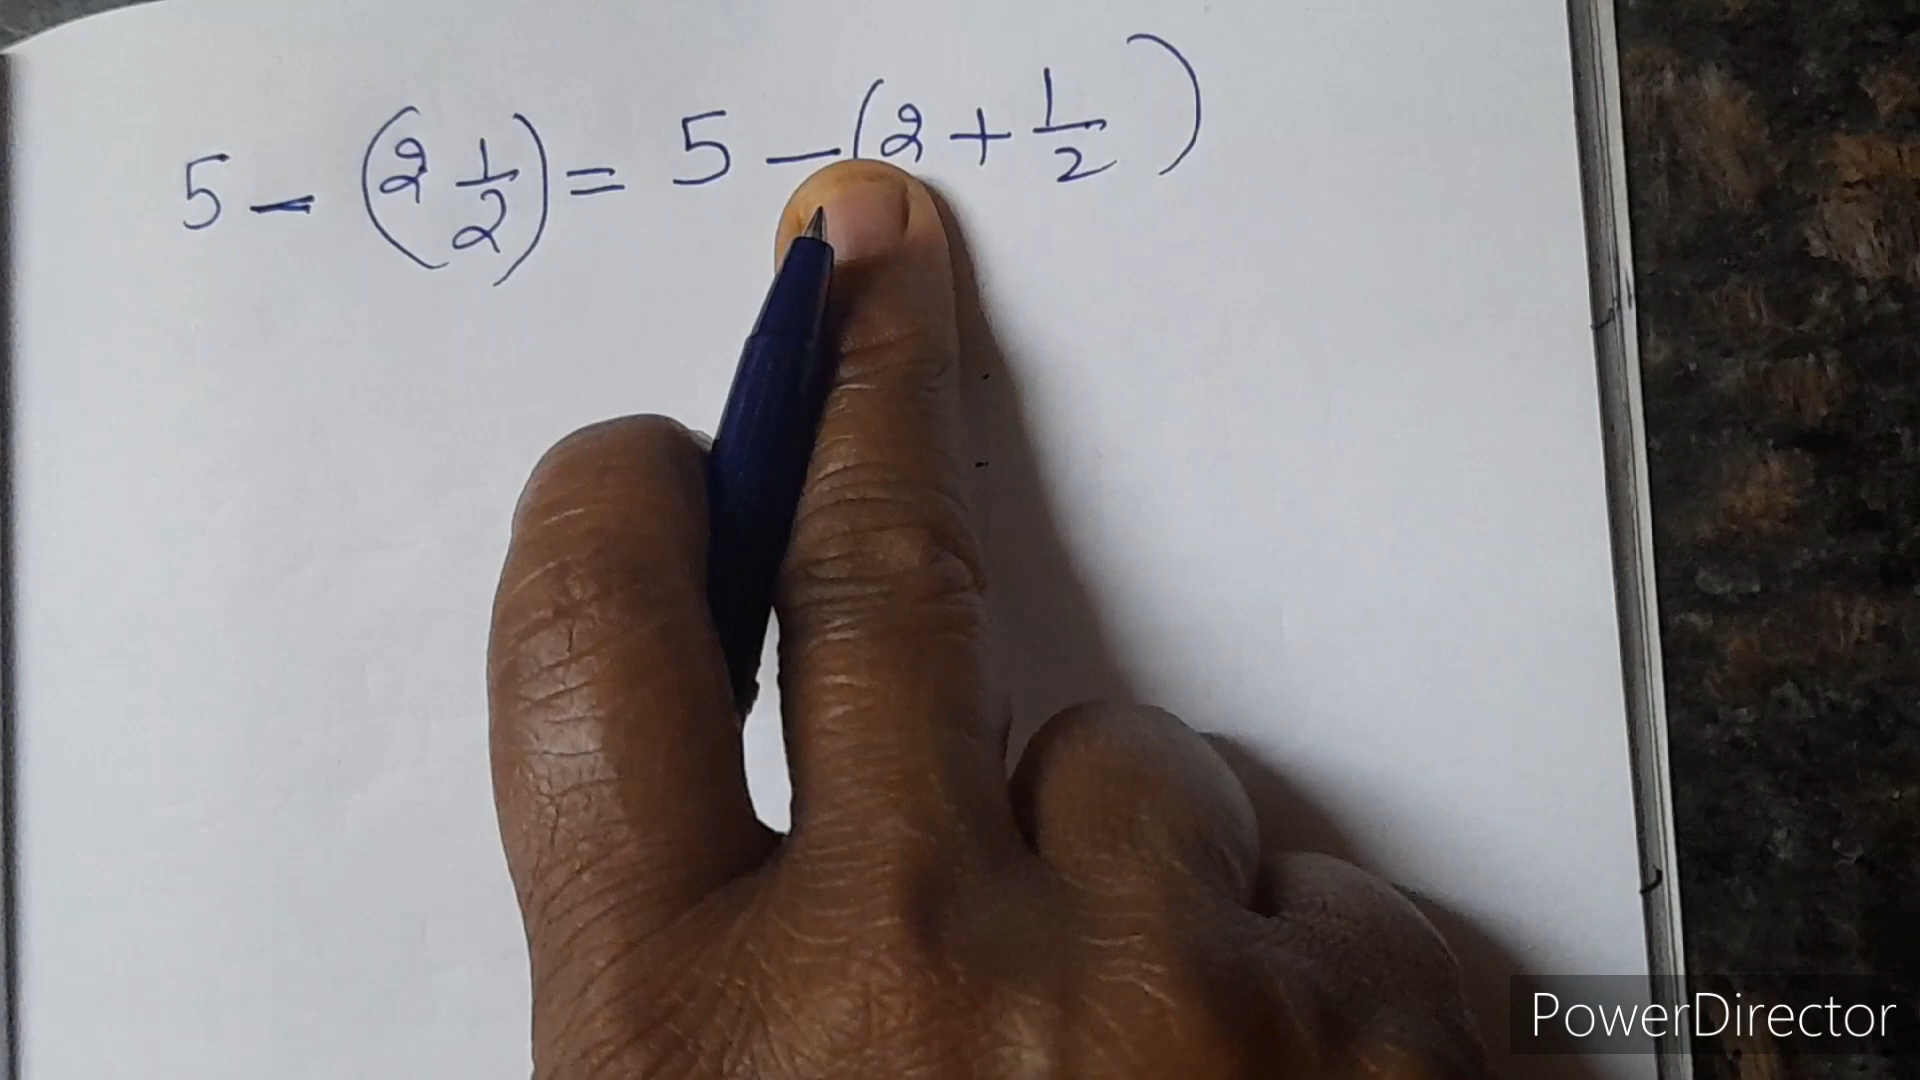 5 - (2 1/2) = 5 - (2 + 1/2)
PowerDirector